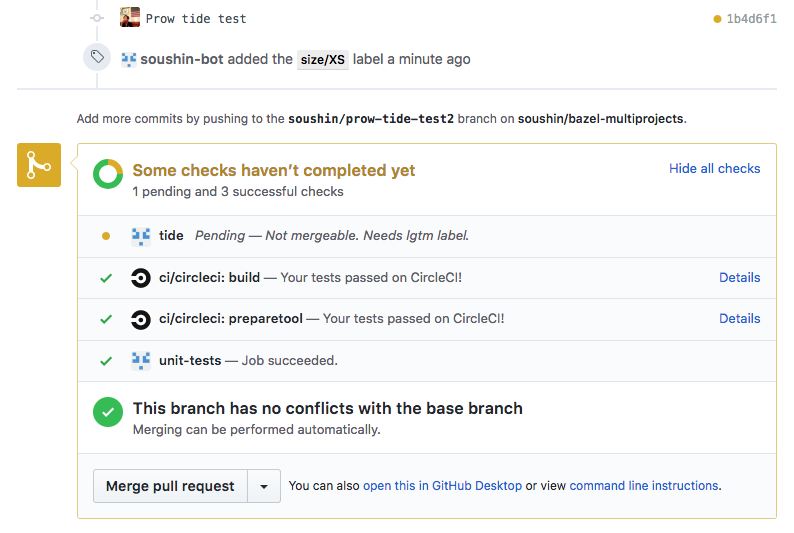 Prow tide test 1b4d6f1
soushin-bot added the size/XS label a minute ago
Add more commits by pushing to the soushin/prow-tide-test2 branch on soushin/bazel-multiprojects.
Some checks haven’t completed yet Hide all checks
1 pending and 3 successful checks
tide Pending — Not mergeable. Needs lgtm label.
ci/circleci: build — Your tests passed on CircleCI! Details
ci/circleci: preparetool — Your tests passed on CircleCI! Details
unit-tests — Job succeeded.
This branch has no conflicts with the base branch
Merging can be performed automatically.
Merge pull request You can also open this in GitHub Desktop or view command line instructions.